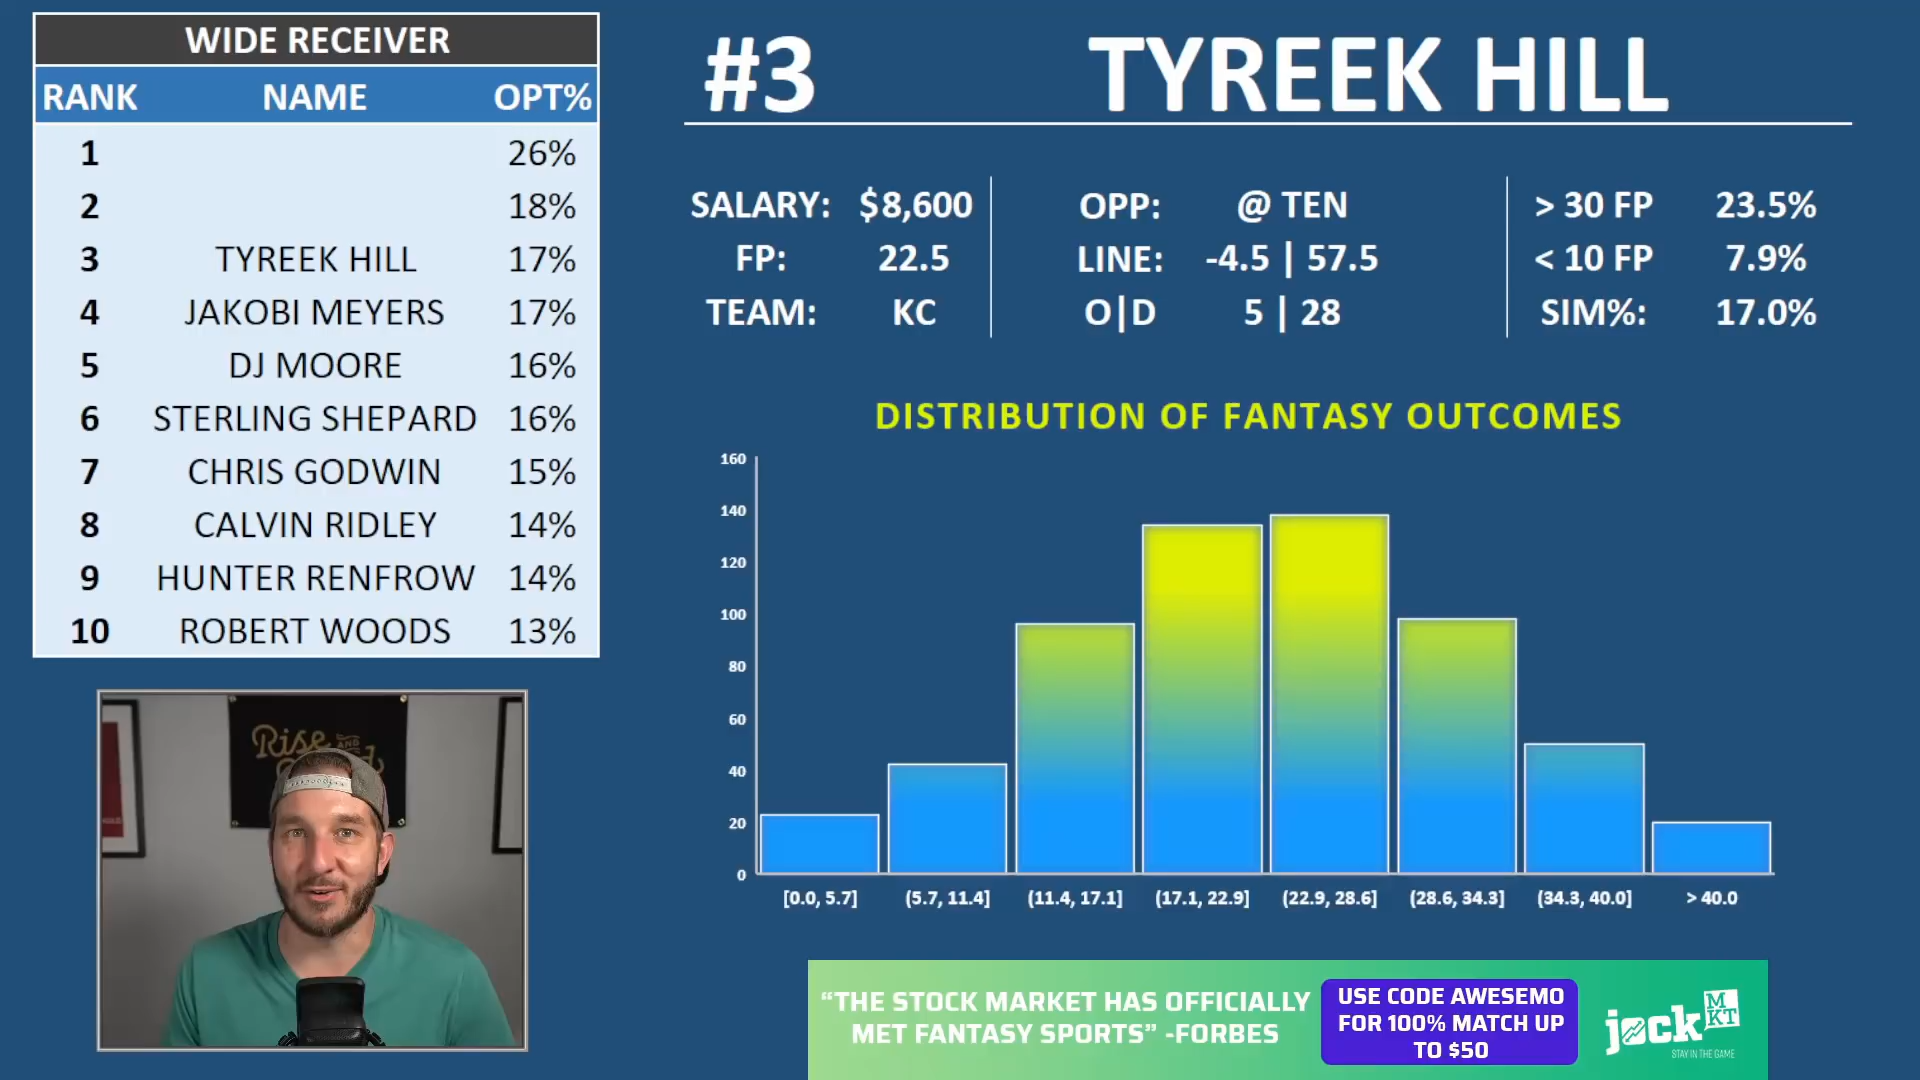 WIDE RECEIVER
RANK NAME OPT%
1 26%
2 18%
3 TYREEK HILL 17%
4 JAKOBI MEYERS 17%
5 DJ MOORE 16%
6 STERLING SHEPARD 16%
7 CHRIS GODWIN 15%
8 CALVIN RIDLEY 14%
9 HUNTER RENFROW 14%
10 ROBERT WOODS 13%
#3 TYREEK HILL
SALARY: $8,600
FP: 22.5
TEAM: KC
OPP: @ TEN
LINE: -4.5 | 57.5
O|D 5 | 28
> 30 FP 23.5%
< 10 FP 7.9%
SIM%: 17.0%
DISTRIBUTION OF FANTASY OUTCOMES
160
140
120
100
80
60
40
20
0
[0.0, 5.7] (5.7, 11.4] (11.4, 17.1] (17.1, 22.9] (22.9, 28.6] (28.6, 34.3] (34.3, 40.0] > 40.0
Rise AND
“THE STOCK MARKET HAS OFFICIALLY
MET FANTASY SPORTS” -FORBES
USE CODE AWESEMO
FOR 100% MATCH UP
TO $50
jock MKT
STAY IN THE GAME